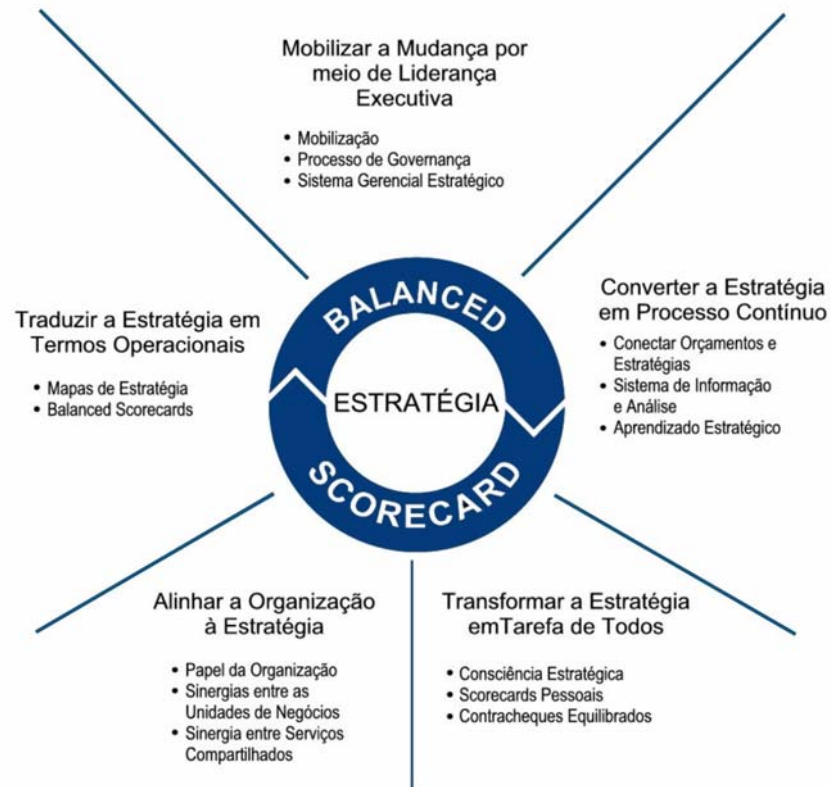 Mobilizar a Mudança por
meio de Liderança
Executiva
• Mobilização
• Processo de Governança
• Sistema Gerencial Estratégico
Traduzir a Estratégia em
Termos Operacionais
• Mapas de Estratégia
• Balanced Scorecards
BALANCED
ESTRATÉGIA
SCORECARD
Converter a Estratégia
em Processo Contínuo
• Conectar Orçamentos e
Estratégias
• Sistema de Informação
e Análise
• Aprendizado Estratégico
Alinhar a Organização
à Estratégia
• Papel da Organização
• Sinergias entre as
Unidades de Negócios
• Sinergia entre Serviços
Compartilhados
Transformar a Estratégia
emTarefa de Todos
• Consciência Estratégica
• Scorecards Pessoais
• Contracheques Equilibrados